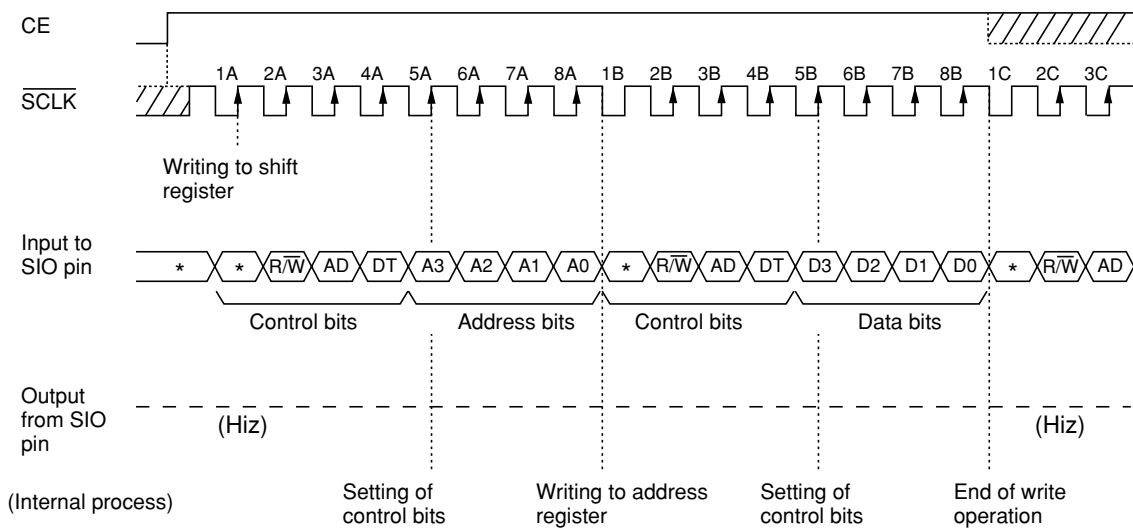 CE
1A 2A 3A 4A 5A 6A 7A 8A 1B 2B 3B 4B 5B 6B 7B 8B 1C 2C 3C
SCLK
Writing to shift
register
Input to
SIO pin
* * R/W AD DT A3 A2 A1 A0 * R/W AD DT D3 D2 D1 D0 * R/W AD
Control bits Address bits Control bits Data bits
Output
from SIO
pin
(Hiz) (Hiz)
(Internal process)
Setting of
control bits
Writing to address
register
Setting of
control bits
End of write
operation